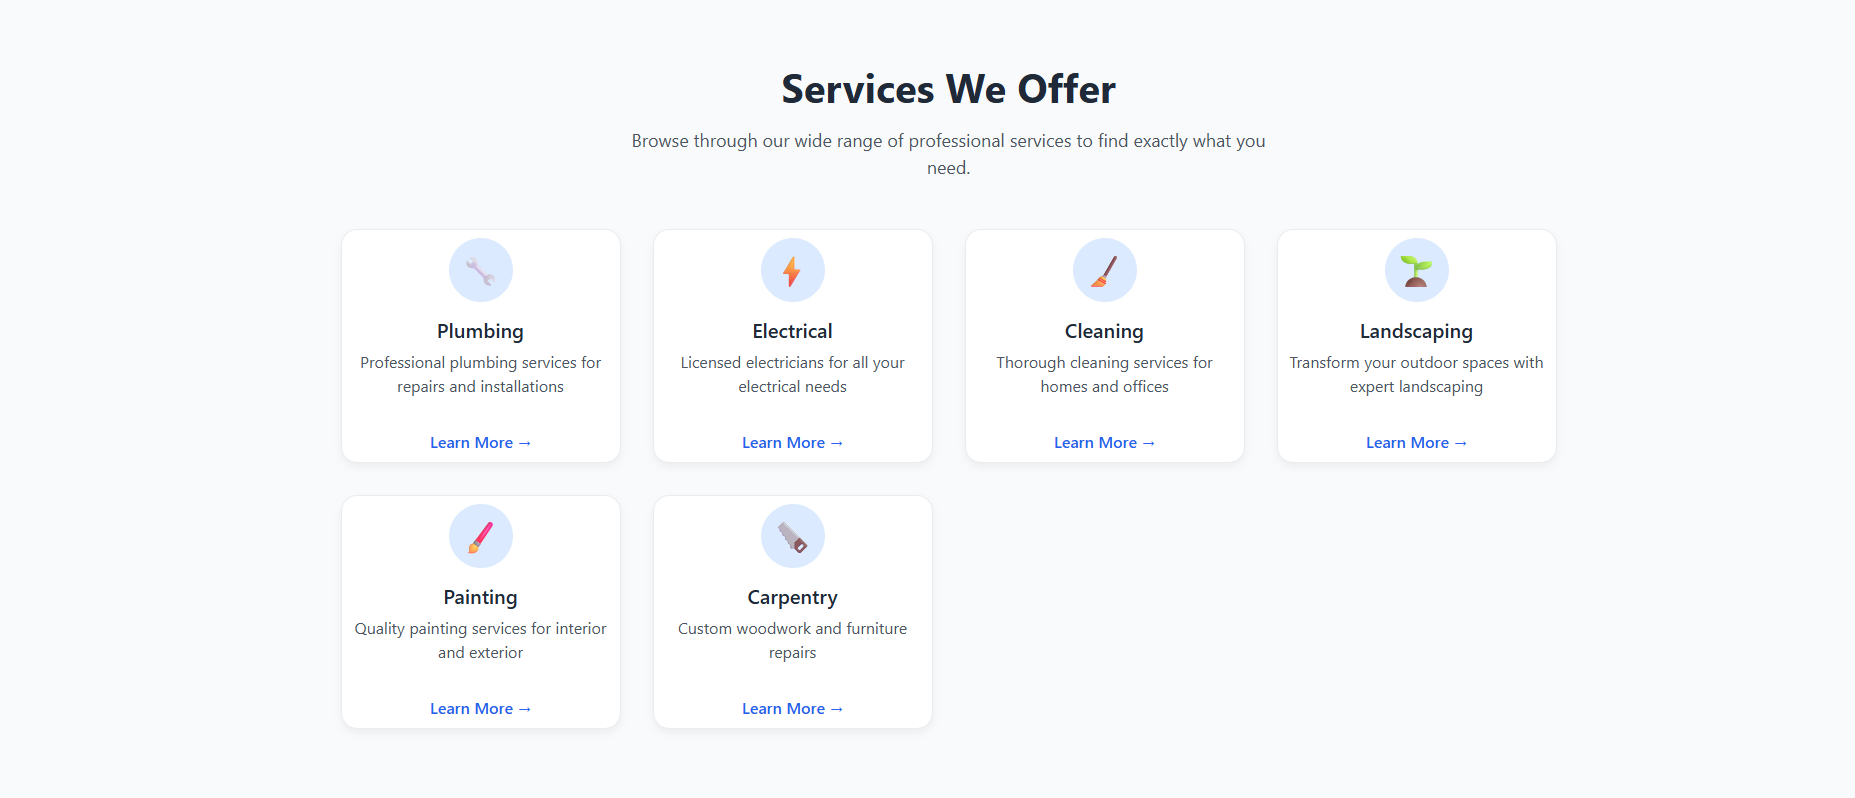 Services We Offer
Browse through our wide range of professional services to find exactly what you
need.
Plumbing
Professional plumbing services for
repairs and installations
Learn More →
Electrical
Licensed electricians for all your
electrical needs
Learn More →
Cleaning
Thorough cleaning services for
homes and offices
Learn More →
Landscaping
Transform your outdoor spaces with
expert landscaping
Learn More →
Painting
Quality painting services for interior
and exterior
Learn More →
Carpentry
Custom woodwork and furniture
repairs
Learn More →